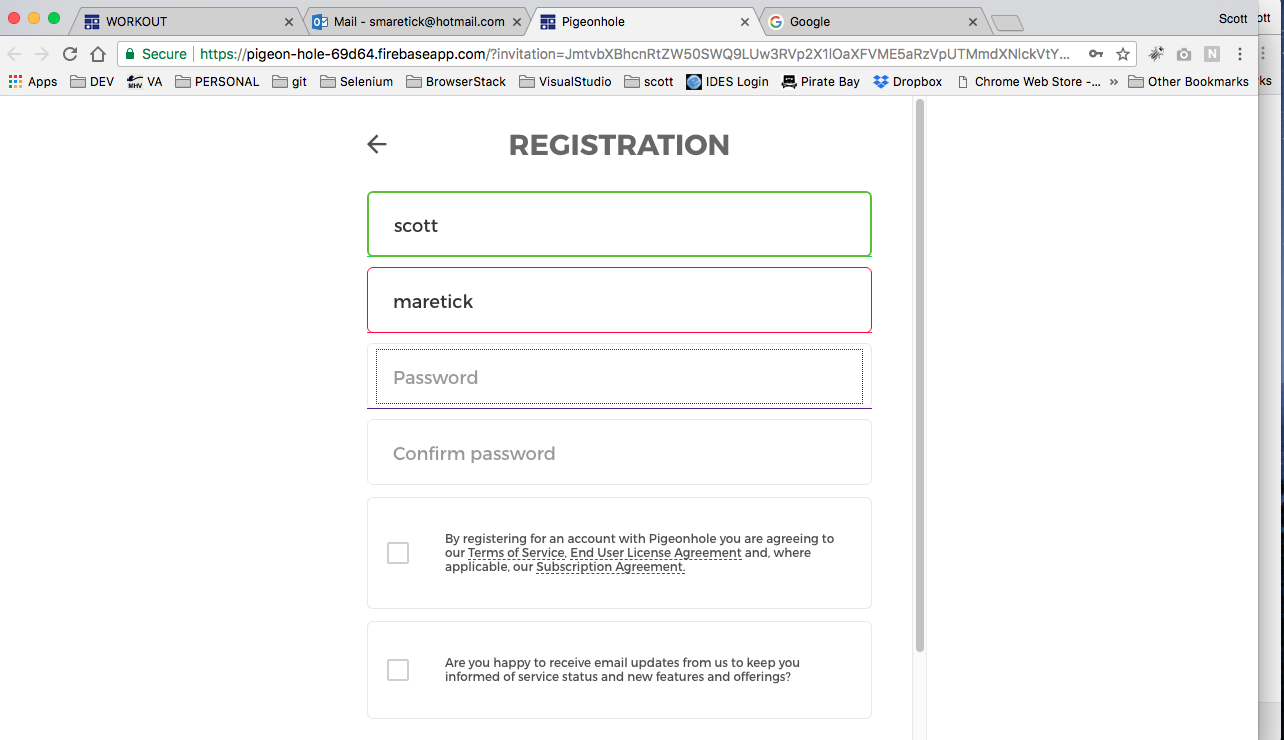 WORKOUT
Mail - smaretick@hotmail.com
Pigeonhole
Google
Scott
ott
Secure
https://pigeon-hole-69d64.firebaseapp.com/?invitation=JmtvbXBhcnRtZW50SWQ9LUw3RVp2X1lOaXFVME5aRzVpUTMmdXNlckVtY...
Apps
DEV
MHV VA
PERSONAL
git
Selenium
BrowserStack
VisualStudio
scott
IDES Login
Pirate Bay
Dropbox
Chrome Web Store -...
»
Other Bookmarks
ks
REGISTRATION
scott
maretick
Password
Confirm password
By registering for an account with Pigeonhole you are agreeing to
our Terms of Service, End User License Agreement and, where
applicable, our Subscription Agreement.
Are you happy to receive email updates from us to keep you
informed of service status and new features and offerings?